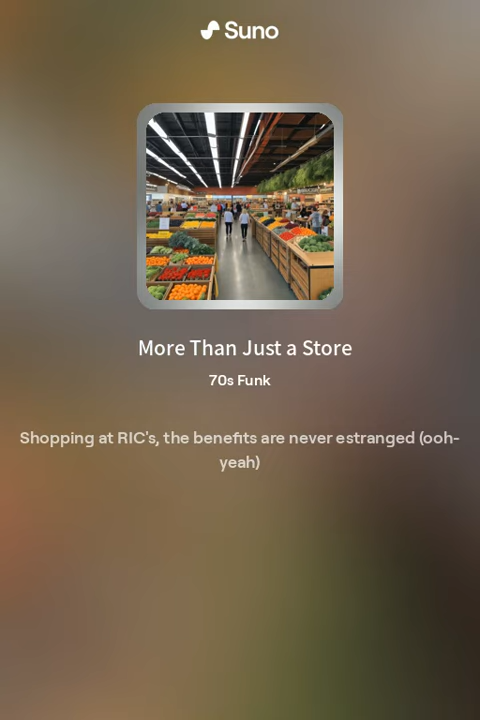 Suno
More Than Just a Store
70s Funk
Shopping at RIC's, the benefits are never estranged (ooh-
yeah)